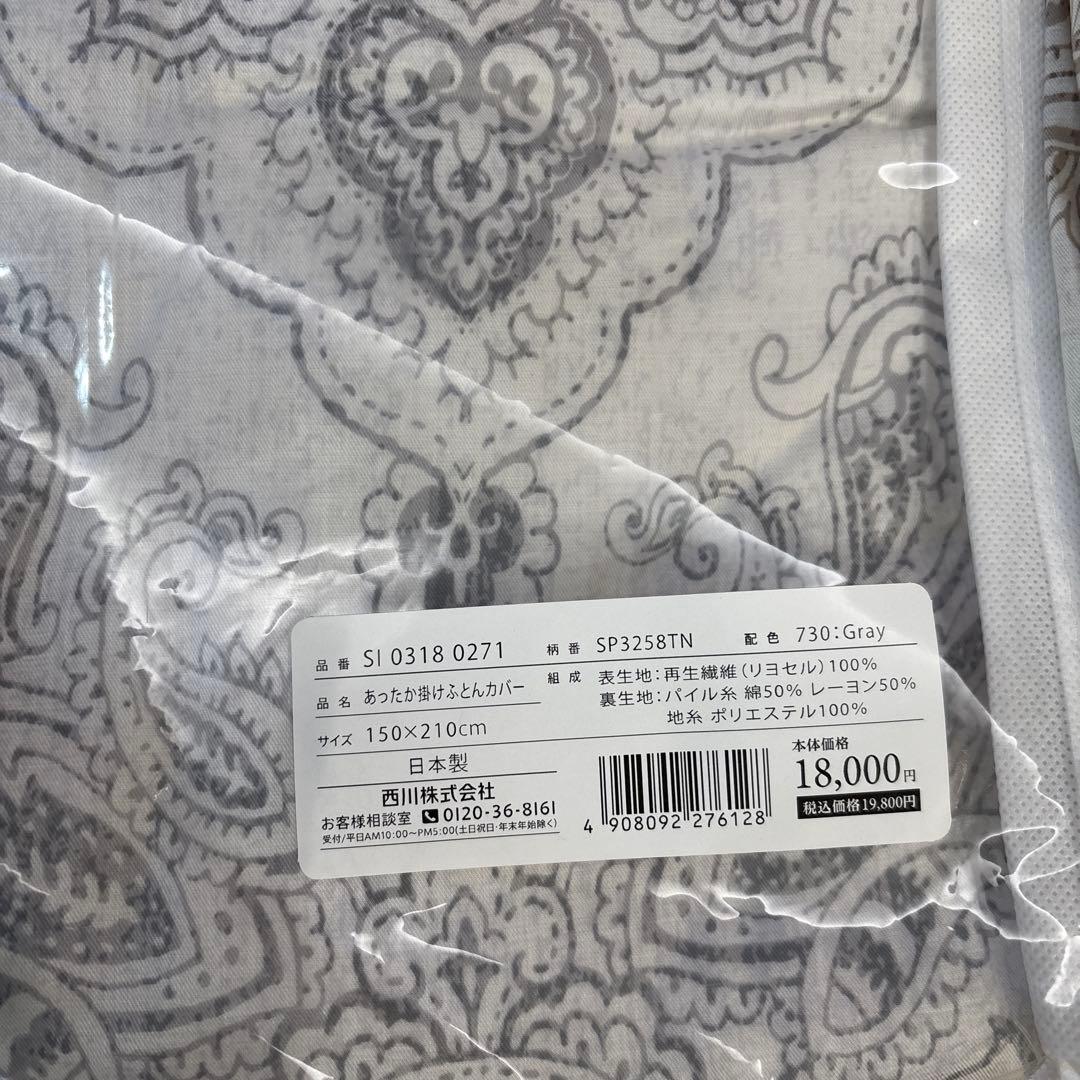 品番 SI 0318 0271 柄番 SP3258TN 配色 730:Gray
品名 あったか掛けふとんカバー
サイズ 150×210cm
組成 表生地:再生繊維(リヨセル)100%
裏生地:パイル糸 綿50% レーヨン50%
地糸 ポリエステル100%
日本製
西川株式会社
お客様相談室 0120-36-8161
受付/平日AM10:00~PM5:00(土日祝日・年末年始除く)
4 908092 276128
本体価格
18,000円
税込価格19,800円